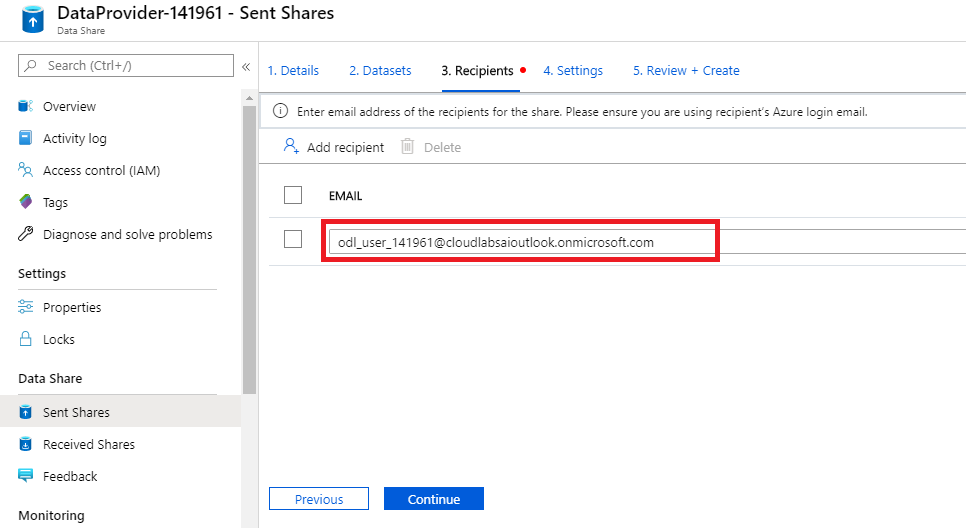 DataProvider-141961 - Sent Shares
Data Share
Search (Ctrl+/)
«
Overview
Activity log
Access control (IAM)
Tags
Diagnose and solve problems
Settings
Properties
Locks
Data Share
Sent Shares
Received Shares
Feedback
Monitoring
1. Details 2. Datasets 3. Recipients 4. Settings 5. Review + Create
Enter email address of the recipients for the share. Please ensure you are using recipient's Azure login email.
Add recipient Delete
EMAIL
odl_user_141961@cloudlabsaioutlook.onmicrosoft.com
Previous Continue